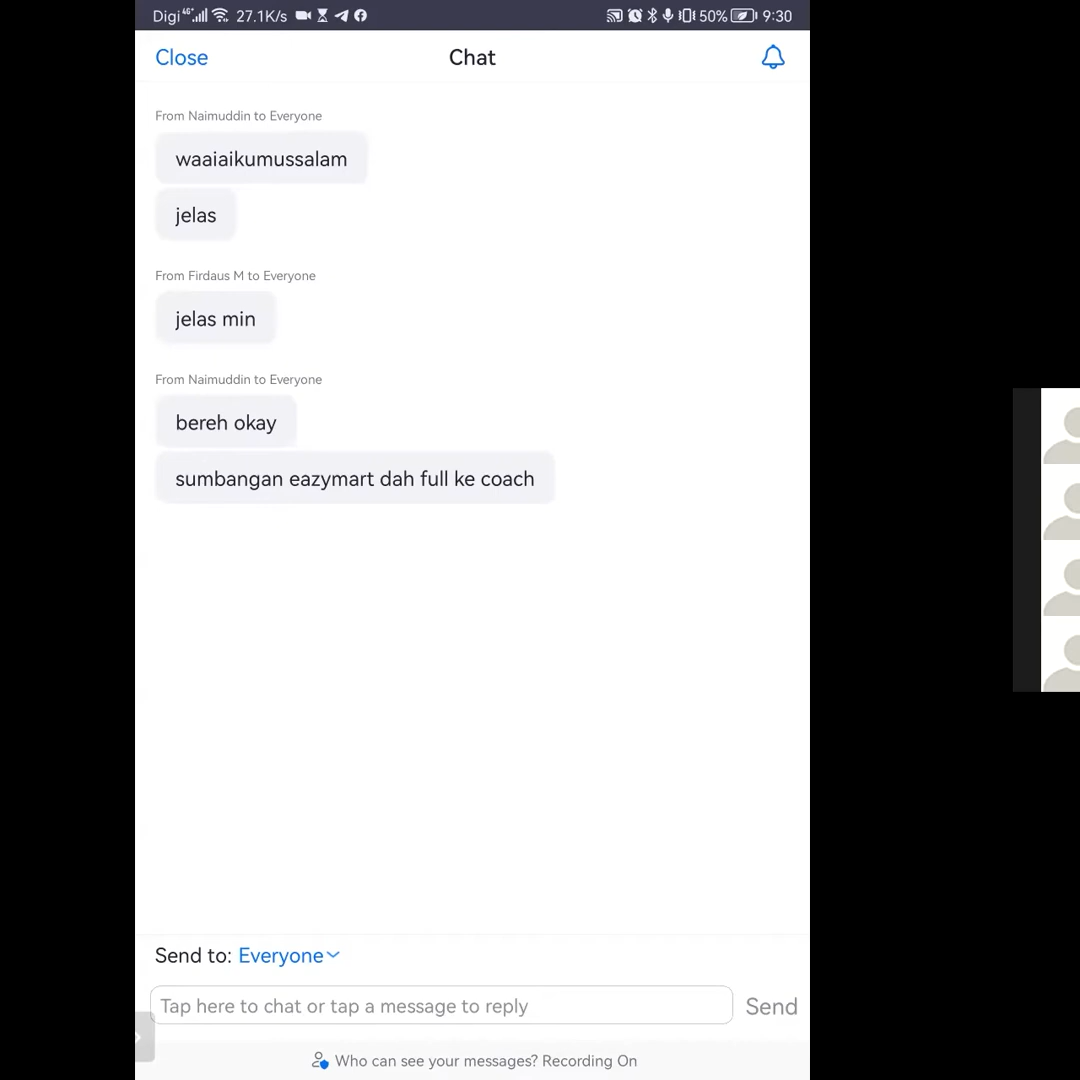 Digi 4G 27.1K/s 50% 9:30
Close Chat
From Naimuddin to Everyone
waaiaikumussalam
jelas
From Firdaus M to Everyone
jelas min
From Naimuddin to Everyone
bereh okay
sumbangan eazymart dah full ke coach
Send to: Everyone
Tap here to chat or tap a message to reply Send
Who can see your messages? Recording On